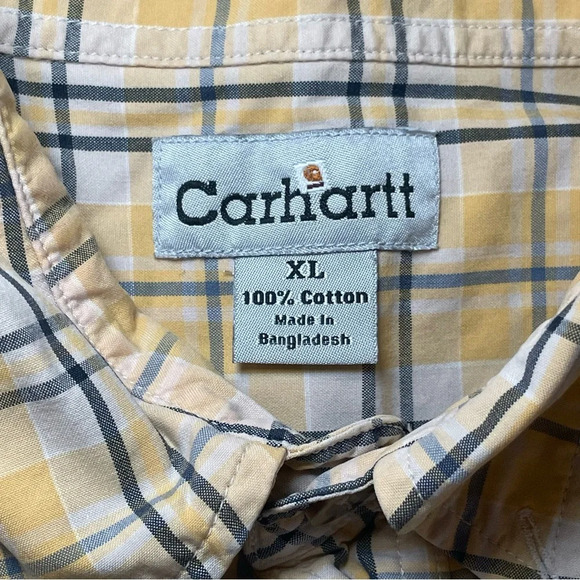 Carhartt
XL
100% Cotton
Made In
Bangladesh